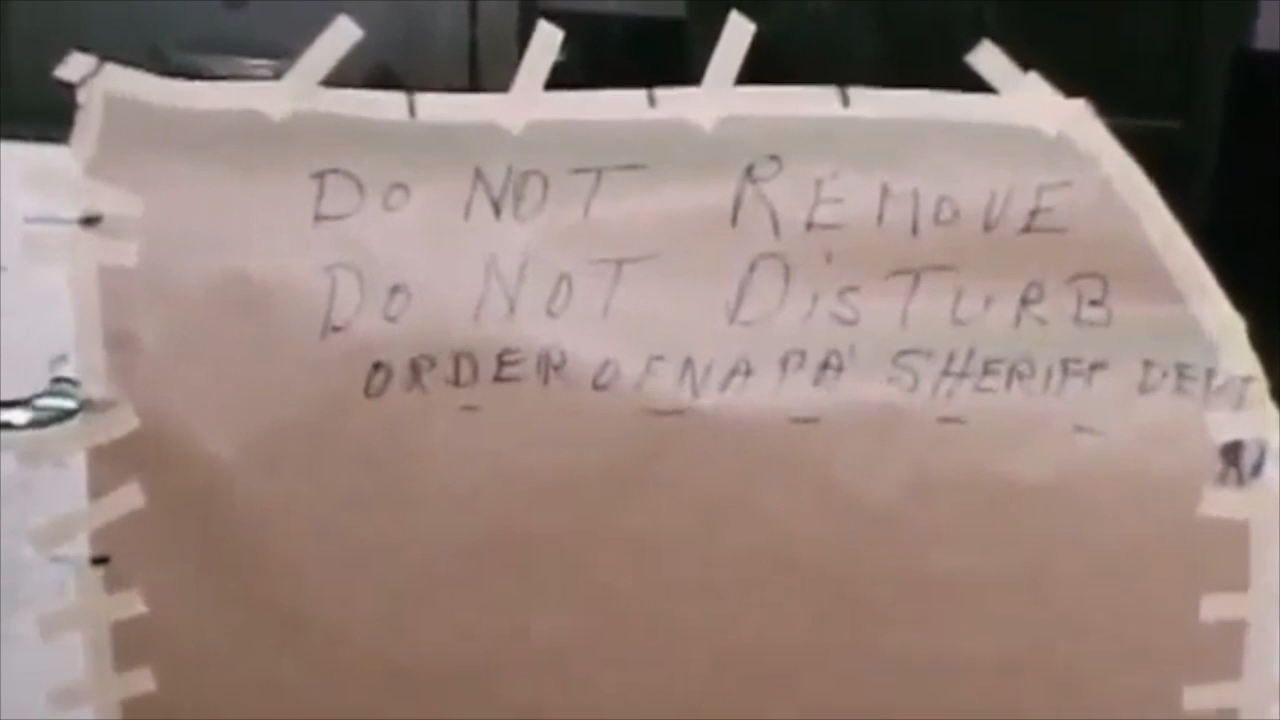 Do NOT REMOVE
Do NOT DisTURB
ORDER OF NAPA SHERIFF DEPT